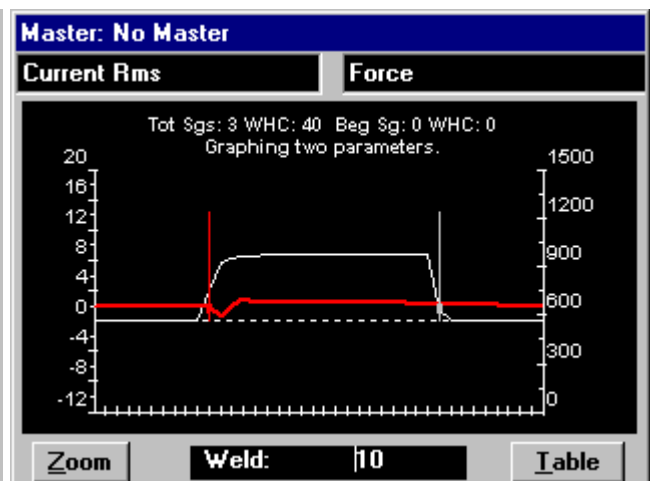 Master: No Master
Current Rms Force
Tot Sgs: 3 WHC: 40 Beg Sg: 0 WHC: 0
Graphing two parameters.
20 1500
16
12 1200
8 900
4
0 600
-4
-8 300
-12 0
Zoom Weld: 10 Table